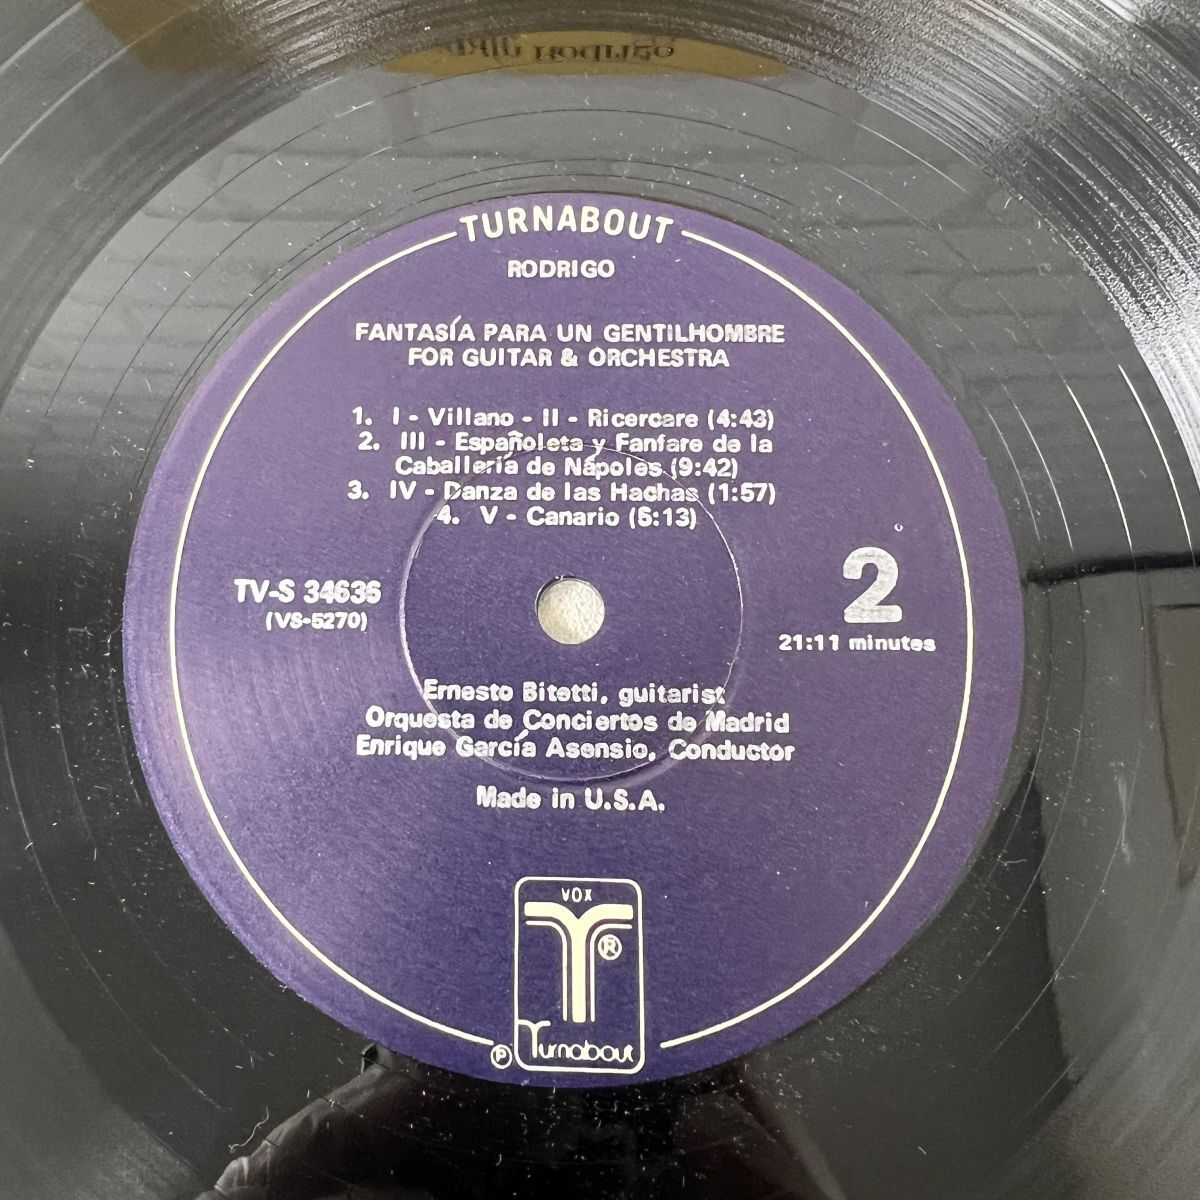 TURNABOUT
RODRIGO
FANTASÍA PARA UN GENTILHOMBRE
FOR GUITAR & ORCHESTRA
1. I - Villano - II - Ricercare (4:43)
2. III - Españoleta y Fanfare de la
Caballería de Nápoles (9:42)
3. IV - Danza de las Hachas (1:57)
4. V - Canario (5:13)
TV-S 34636
(VS-5270)
2
21:11 minutes
Ernesto Bitetti, guitarist
Orquesta de Conciertos de Madrid
Enrique García Asensio, Conductor
Made in U.S.A.
VOX
T ®
Turnabout
℗